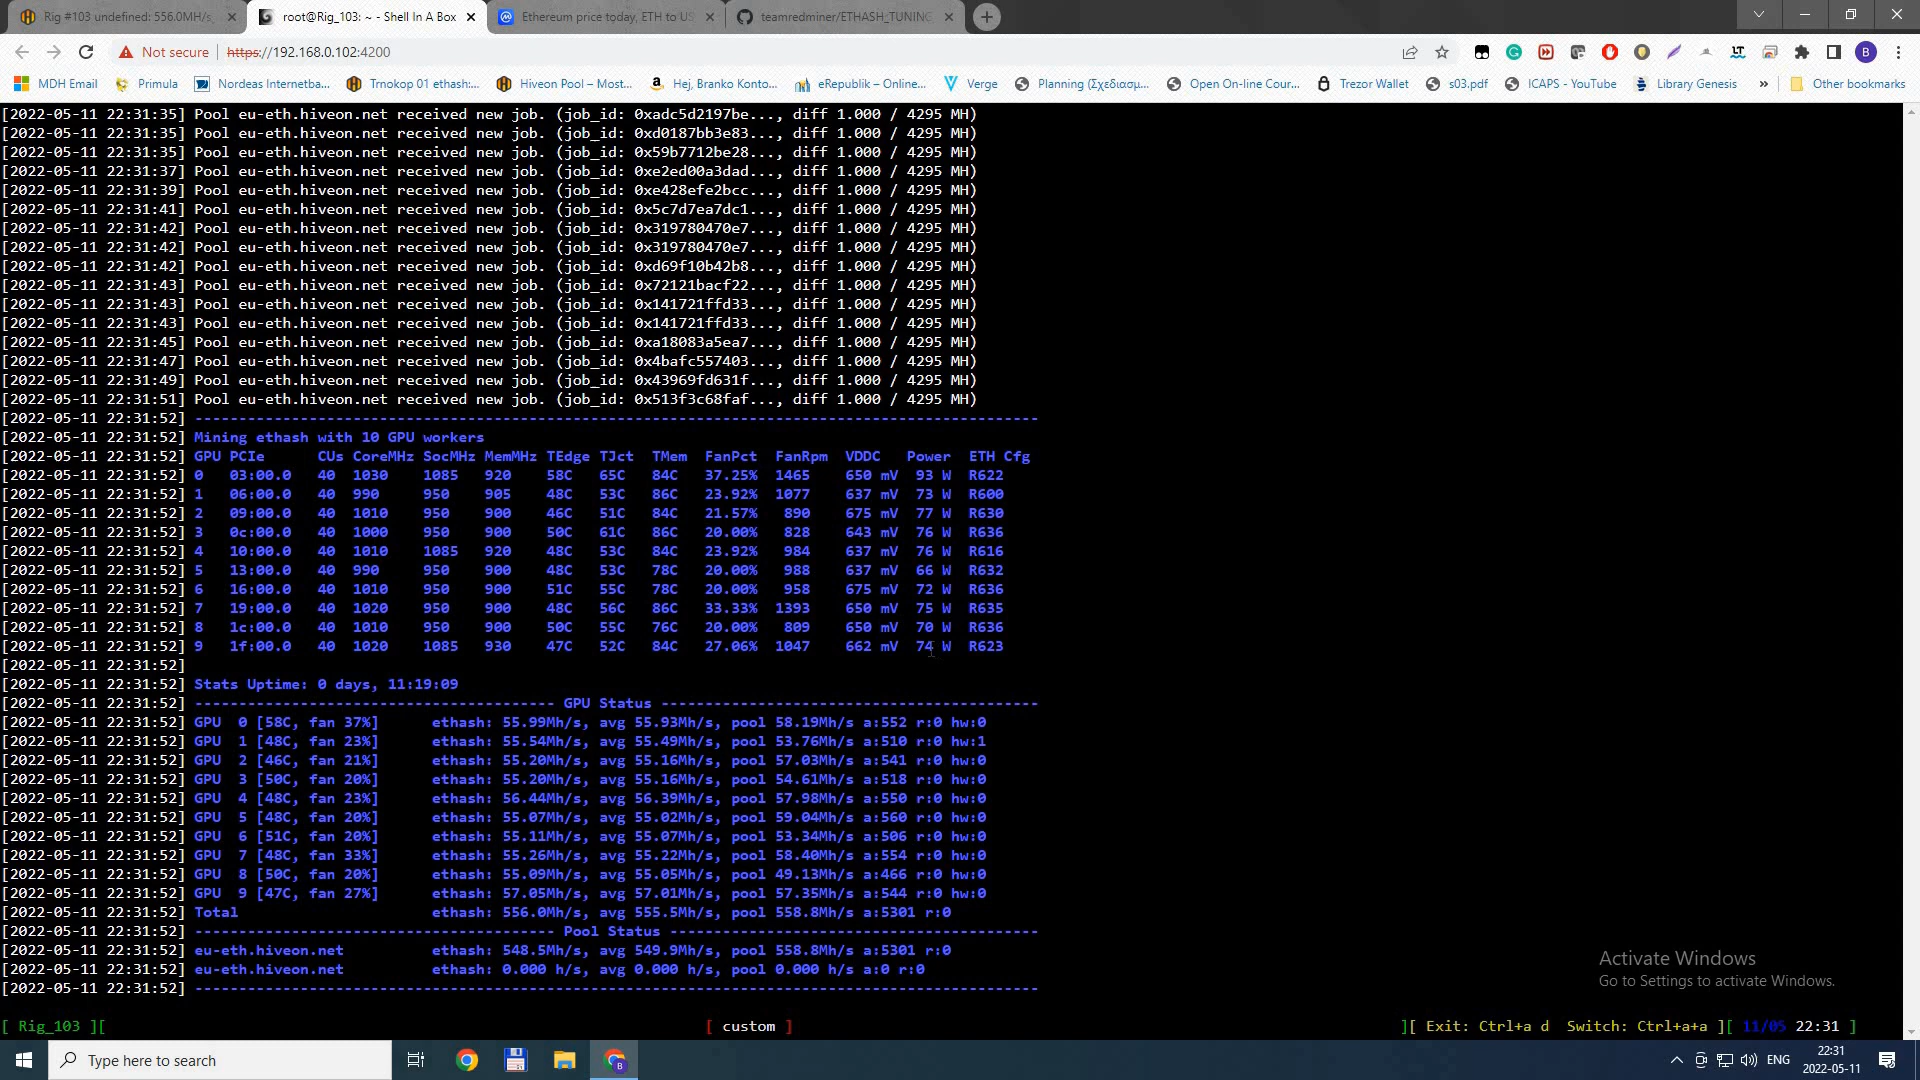 Rig #103 undefined: 556.0MH/s,
root@Rig_103: ~ - Shell In A Box
Ethereum price today, ETH to US
teamredminer/ETHASH_TUNING
Not secure
https://192.168.0.102:4200
MDH Email
Primula
Nordeas Internetba...
Trnokop 01 ethash:...
Hiveon Pool – Most...
Hej, Branko Konto...
eRepublik – Online...
Verge
Planning (Σχεδιασμ...
Open On-line Cour...
Trezor Wallet
s03.pdf
ICAPS - YouTube
Library Genesis
»
Other bookmarks
[2022-05-11 22:31:35] Pool eu-eth.hiveon.net received new job. (job_id: 0xadc5d2197be..., diff 1.000 / 4295 MH)
[2022-05-11 22:31:35] Pool eu-eth.hiveon.net received new job. (job_id: 0xd0187bb3e83..., diff 1.000 / 4295 MH)
[2022-05-11 22:31:35] Pool eu-eth.hiveon.net received new job. (job_id: 0x59b7712be28..., diff 1.000 / 4295 MH)
[2022-05-11 22:31:37] Pool eu-eth.hiveon.net received new job. (job_id: 0xe2ed00a3dad..., diff 1.000 / 4295 MH)
[2022-05-11 22:31:39] Pool eu-eth.hiveon.net received new job. (job_id: 0xe428efe2bcc..., diff 1.000 / 4295 MH)
[2022-05-11 22:31:41] Pool eu-eth.hiveon.net received new job. (job_id: 0x5c7d7ea7dc1..., diff 1.000 / 4295 MH)
[2022-05-11 22:31:42] Pool eu-eth.hiveon.net received new job. (job_id: 0x319780470e7..., diff 1.000 / 4295 MH)
[2022-05-11 22:31:42] Pool eu-eth.hiveon.net received new job. (job_id: 0x319780470e7..., diff 1.000 / 4295 MH)
[2022-05-11 22:31:42] Pool eu-eth.hiveon.net received new job. (job_id: 0xd69f10b42b8..., diff 1.000 / 4295 MH)
[2022-05-11 22:31:43] Pool eu-eth.hiveon.net received new job. (job_id: 0x72121bacf22..., diff 1.000 / 4295 MH)
[2022-05-11 22:31:43] Pool eu-eth.hiveon.net received new job. (job_id: 0x141721ffd33..., diff 1.000 / 4295 MH)
[2022-05-11 22:31:43] Pool eu-eth.hiveon.net received new job. (job_id: 0x141721ffd33..., diff 1.000 / 4295 MH)
[2022-05-11 22:31:45] Pool eu-eth.hiveon.net received new job. (job_id: 0xa18083a5ea7..., diff 1.000 / 4295 MH)
[2022-05-11 22:31:47] Pool eu-eth.hiveon.net received new job. (job_id: 0x4bafc557403..., diff 1.000 / 4295 MH)
[2022-05-11 22:31:49] Pool eu-eth.hiveon.net received new job. (job_id: 0x43969fd631f..., diff 1.000 / 4295 MH)
[2022-05-11 22:31:51] Pool eu-eth.hiveon.net received new job. (job_id: 0x513f3c68faf..., diff 1.000 / 4295 MH)
[2022-05-11 22:31:52] ------------------------------------------------------------------------------------------------
[2022-05-11 22:31:52] Mining ethash with 10 GPU workers
[2022-05-11 22:31:52] GPU PCIe CUs CoreMHz SocMHz MemMHz TEdge TJct TMem FanPct FanRpm VDDC Power ETH Cfg
[2022-05-11 22:31:52] 0 03:00.0 40 1030 1085 920 58C 65C 84C 37.25% 1465 650 mV 93 W R622
[2022-05-11 22:31:52] 1 06:00.0 40 990 950 905 48C 53C 86C 23.92% 1077 637 mV 73 W R600
[2022-05-11 22:31:52] 2 09:00.0 40 1010 950 900 46C 51C 84C 21.57% 890 675 mV 77 W R630
[2022-05-11 22:31:52] 3 0c:00.0 40 1000 950 900 50C 61C 86C 20.00% 828 643 mV 76 W R636
[2022-05-11 22:31:52] 4 10:00.0 40 1010 1085 920 48C 53C 84C 23.92% 984 637 mV 76 W R616
[2022-05-11 22:31:52] 5 13:00.0 40 990 950 900 48C 53C 78C 20.00% 988 637 mV 66 W R632
[2022-05-11 22:31:52] 6 16:00.0 40 1010 950 900 51C 55C 78C 20.00% 958 675 mV 72 W R636
[2022-05-11 22:31:52] 7 19:00.0 40 1020 950 900 48C 56C 86C 33.33% 1393 650 mV 75 W R635
[2022-05-11 22:31:52] 8 1c:00.0 40 1010 950 900 50C 55C 76C 20.00% 809 650 mV 70 W R636
[2022-05-11 22:31:52] 9 1f:00.0 40 1020 1085 930 47C 52C 84C 27.06% 1047 662 mV 74 W R623
[2022-05-11 22:31:52]
[2022-05-11 22:31:52] Stats Uptime: 0 days, 11:19:09
[2022-05-11 22:31:52] ----------------------------------------- GPU Status -------------------------------------------
[2022-05-11 22:31:52] GPU 0 [58C, fan 37%] ethash: 55.99Mh/s, avg 55.93Mh/s, pool 58.19Mh/s a:552 r:0 hw:0
[2022-05-11 22:31:52] GPU 1 [48C, fan 23%] ethash: 55.54Mh/s, avg 55.49Mh/s, pool 53.76Mh/s a:510 r:0 hw:1
[2022-05-11 22:31:52] GPU 2 [46C, fan 21%] ethash: 55.20Mh/s, avg 55.16Mh/s, pool 57.03Mh/s a:541 r:0 hw:0
[2022-05-11 22:31:52] GPU 3 [50C, fan 20%] ethash: 55.20Mh/s, avg 55.16Mh/s, pool 54.61Mh/s a:518 r:0 hw:0
[2022-05-11 22:31:52] GPU 4 [48C, fan 23%] ethash: 56.44Mh/s, avg 56.39Mh/s, pool 57.98Mh/s a:550 r:0 hw:0
[2022-05-11 22:31:52] GPU 5 [48C, fan 20%] ethash: 55.07Mh/s, avg 55.02Mh/s, pool 59.04Mh/s a:560 r:0 hw:0
[2022-05-11 22:31:52] GPU 6 [51C, fan 20%] ethash: 55.11Mh/s, avg 55.07Mh/s, pool 53.34Mh/s a:506 r:0 hw:0
[2022-05-11 22:31:52] GPU 7 [48C, fan 33%] ethash: 55.26Mh/s, avg 55.22Mh/s, pool 58.40Mh/s a:554 r:0 hw:0
[2022-05-11 22:31:52] GPU 8 [50C, fan 20%] ethash: 55.09Mh/s, avg 55.05Mh/s, pool 49.13Mh/s a:466 r:0 hw:0
[2022-05-11 22:31:52] GPU 9 [47C, fan 27%] ethash: 57.05Mh/s, avg 57.01Mh/s, pool 57.35Mh/s a:544 r:0 hw:0
[2022-05-11 22:31:52] Total ethash: 556.0Mh/s, avg 555.5Mh/s, pool 558.8Mh/s a:5301 r:0
[2022-05-11 22:31:52] ----------------------------------------- Pool Status ------------------------------------------
[2022-05-11 22:31:52] eu-eth.hiveon.net ethash: 548.5Mh/s, avg 549.9Mh/s, pool 558.8Mh/s a:5301 r:0
[2022-05-11 22:31:52] eu-eth.hiveon.net ethash: 0.000 h/s, avg 0.000 h/s, pool 0.000 h/s a:0 r:0
[2022-05-11 22:31:52] ------------------------------------------------------------------------------------------------
Activate Windows
Go to Settings to activate Windows.
[ Rig_103 ][ [ custom ] ][ Exit: Ctrl+a d Switch: Ctrl+a+a ][ 11/05 22:31 ]
Type here to search
ENG
22:31
2022-05-11